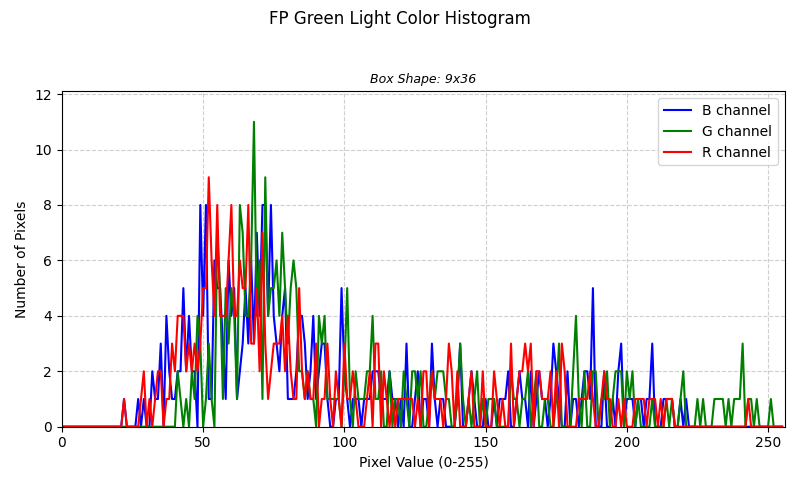 FP Green Light Color Histogram
Box Shape: 9x36
B channel
G channel
R channel
Number of Pixels
12
10
8
6
4
2
0
0 50 100 150 200 250
Pixel Value (0-255)